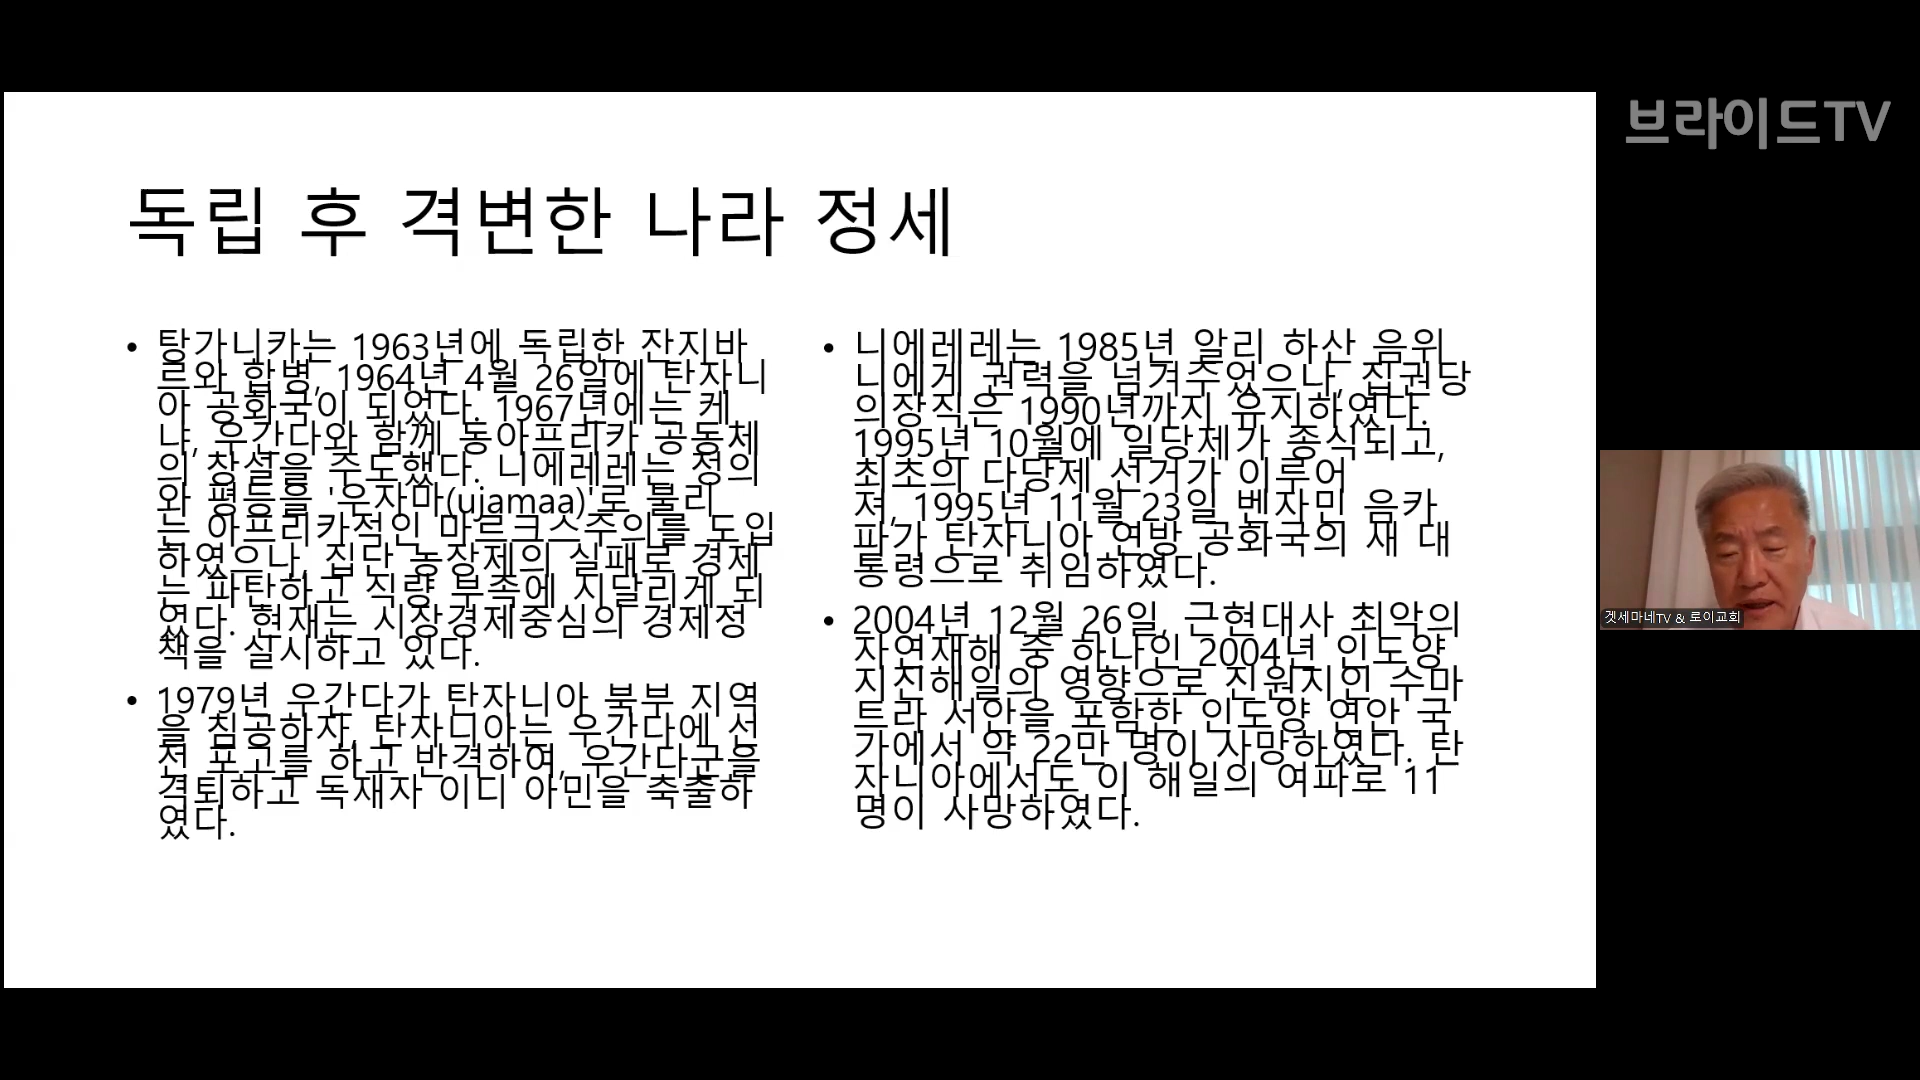 브라이드TV
독립 후 격변한 나라 정세
• 탕가니카는 1963년에 독립한 잔지바
르와 합병, 1964년 4월 26일에 탄자니
아 공화국이 되었다. 1967년에는 케
냐, 우간다와 함께 동아프리카 공동체
의 창설을 주도했다. 니에레레는 정의
와 평등을 '우자마(ujamaa)'로 불리
는 아프리카적인 마르크스주의를 도입
하였으나, 집단 농장제의 실패로 경제
는 파탄하고 식량 부족에 시달리게 되
었다. 현재는 시장경제중심의 경제정
책을 실시하고 있다.
• 1979년 우간다가 탄자니아 북부 지역
을 침공하자, 탄자니아는 우간다에 선
전 포고를 하고 반격하여, 우간다군을
격퇴하고 독재자 이디 아민을 축출하
였다.
• 니에레레는 1985년 알리 하산 음위
니에게 권력을 넘겨주었으나, 집권당
의장직은 1990년까지 유지하였다.
1995년 10월에 일당제가 종식되고,
최초의 다당제 선거가 이루어
져, 1995년 11월 23일 벤자민 음카
파가 탄자니아 연방 공화국의 새 대
통령으로 취임하였다.
• 2004년 12월 26일, 근현대사 최악의
자연재해 중 하나인 2004년 인도양
지진해일의 영향으로 진원지인 수마
트라 서안을 포함한 인도양 연안 국
가에서 약 22만 명이 사망하였다. 탄
자니아에서도 이 해일의 여파로 11
명이 사망하였다.
겟세마네TV & 로이교회